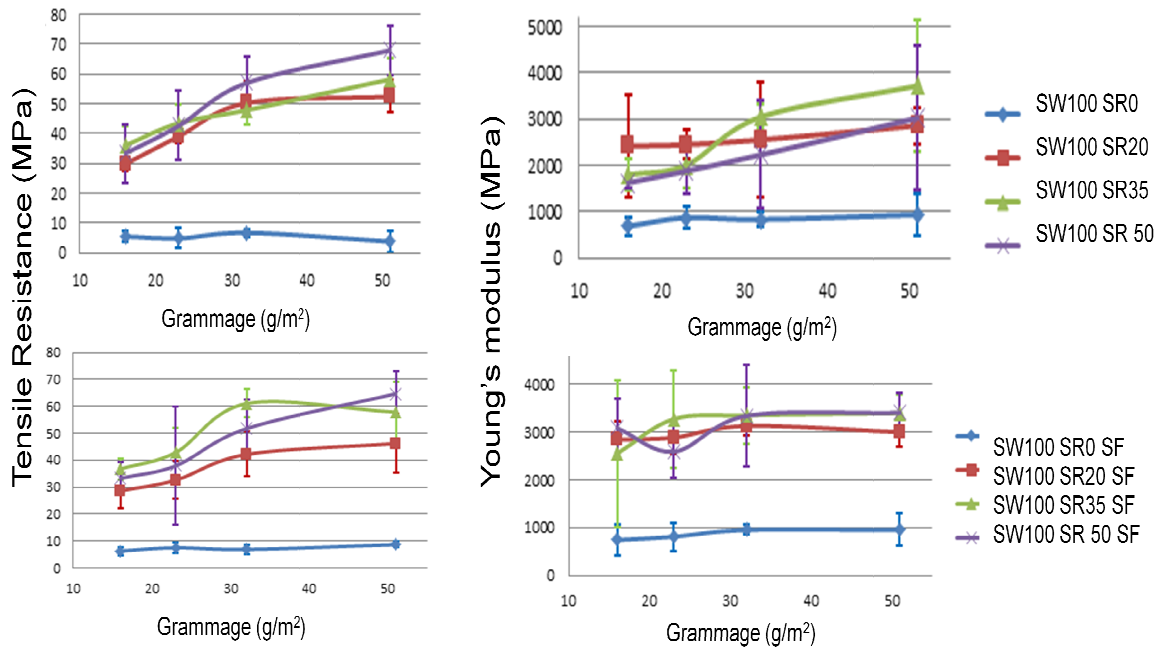 Tensile Resistance (MPa)
80
70
60
50
40
30
20
10
0
10 20 30 40 50
Grammage (g/m²)
80
70
60
50
40
30
20
10
0
10 20 30 40 50
Grammage (g/m²)
Young's modulus (MPa)
5000
4000
3000
2000
1000
0
10 20 30 40 50
Grammage (g/m²)
SW100 SR0
SW100 SR20
SW100 SR35
SW100 SR 50
4000
3000
2000
1000
0
10 20 30 40 50
Grammage (g/m²)
SW100 SR0 SF
SW100 SR20 SF
SW100 SR35 SF
SW100 SR 50 SF